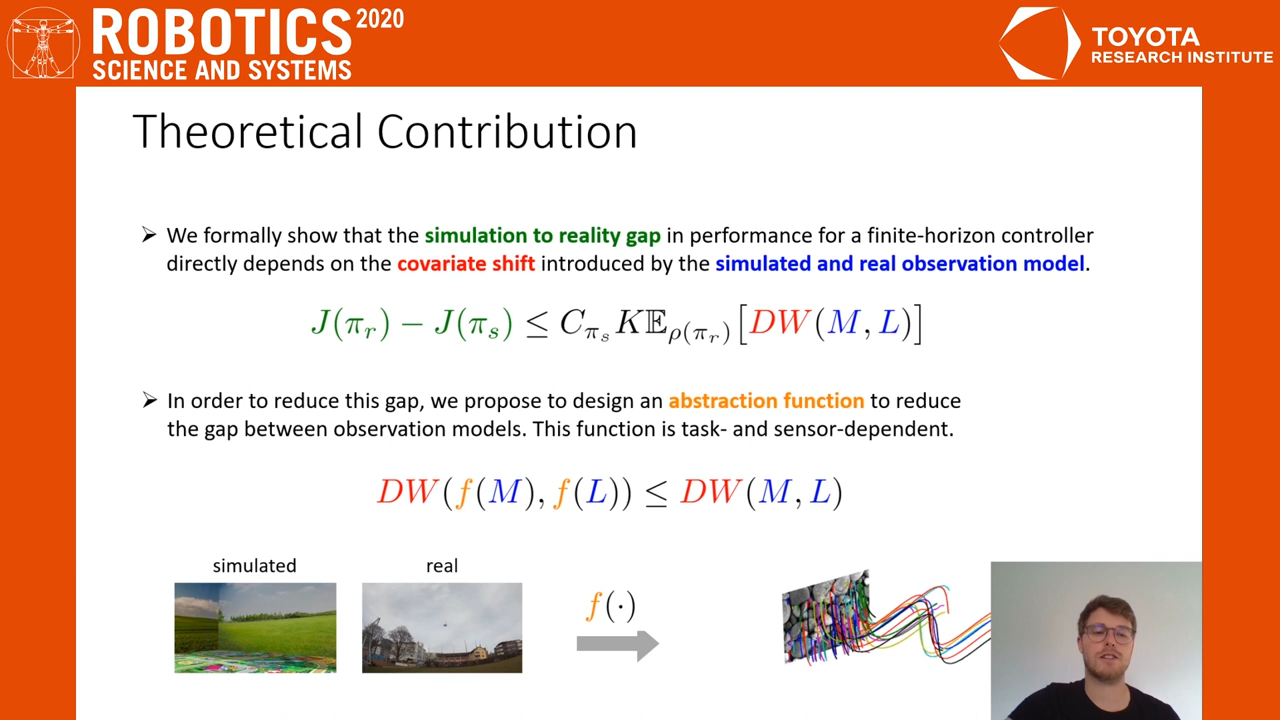 ROBOTICS 2020
SCIENCE AND SYSTEMS
TOYOTA
RESEARCH INSTITUTE
Theoretical Contribution
➢ We formally show that the simulation to reality gap in performance for a finite-horizon controller
directly depends on the covariate shift introduced by the simulated and real observation model.
J(π_r) − J(π_s) ≤ C_{π_s} K𝔼_{ρ(π_r)} [DW(M, L)]
➢ In order to reduce this gap, we propose to design an abstraction function to reduce
the gap between observation models. This function is task- and sensor-dependent.
DW(f(M), f(L)) ≤ DW(M, L)
simulated real
f(·)